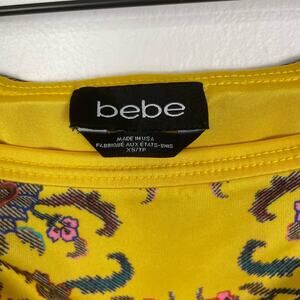 bebe
MADE IN USA
FABRIQUÉ AUX ÉTATS-UNIS
XS/TP